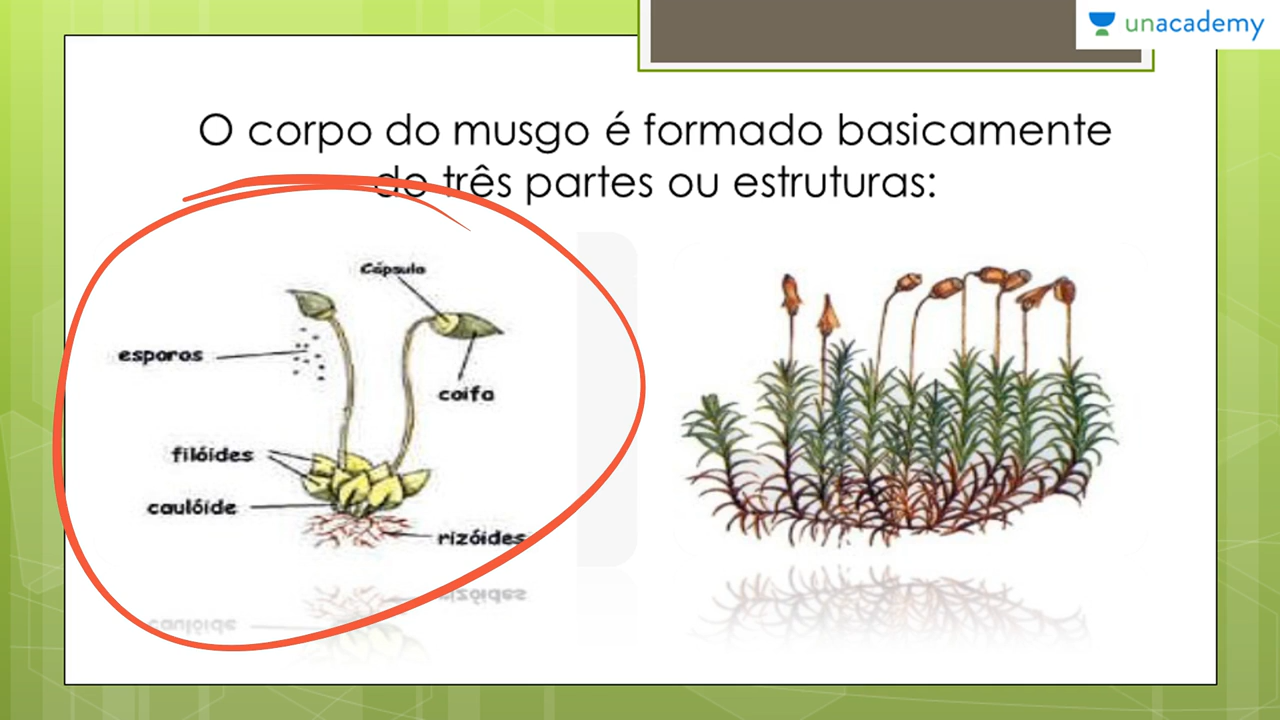 unacademy
O corpo do musgo é formado basicamente
de três partes ou estruturas:
Cápsula
esporos
coifa
filóides
caulóide
rizóides